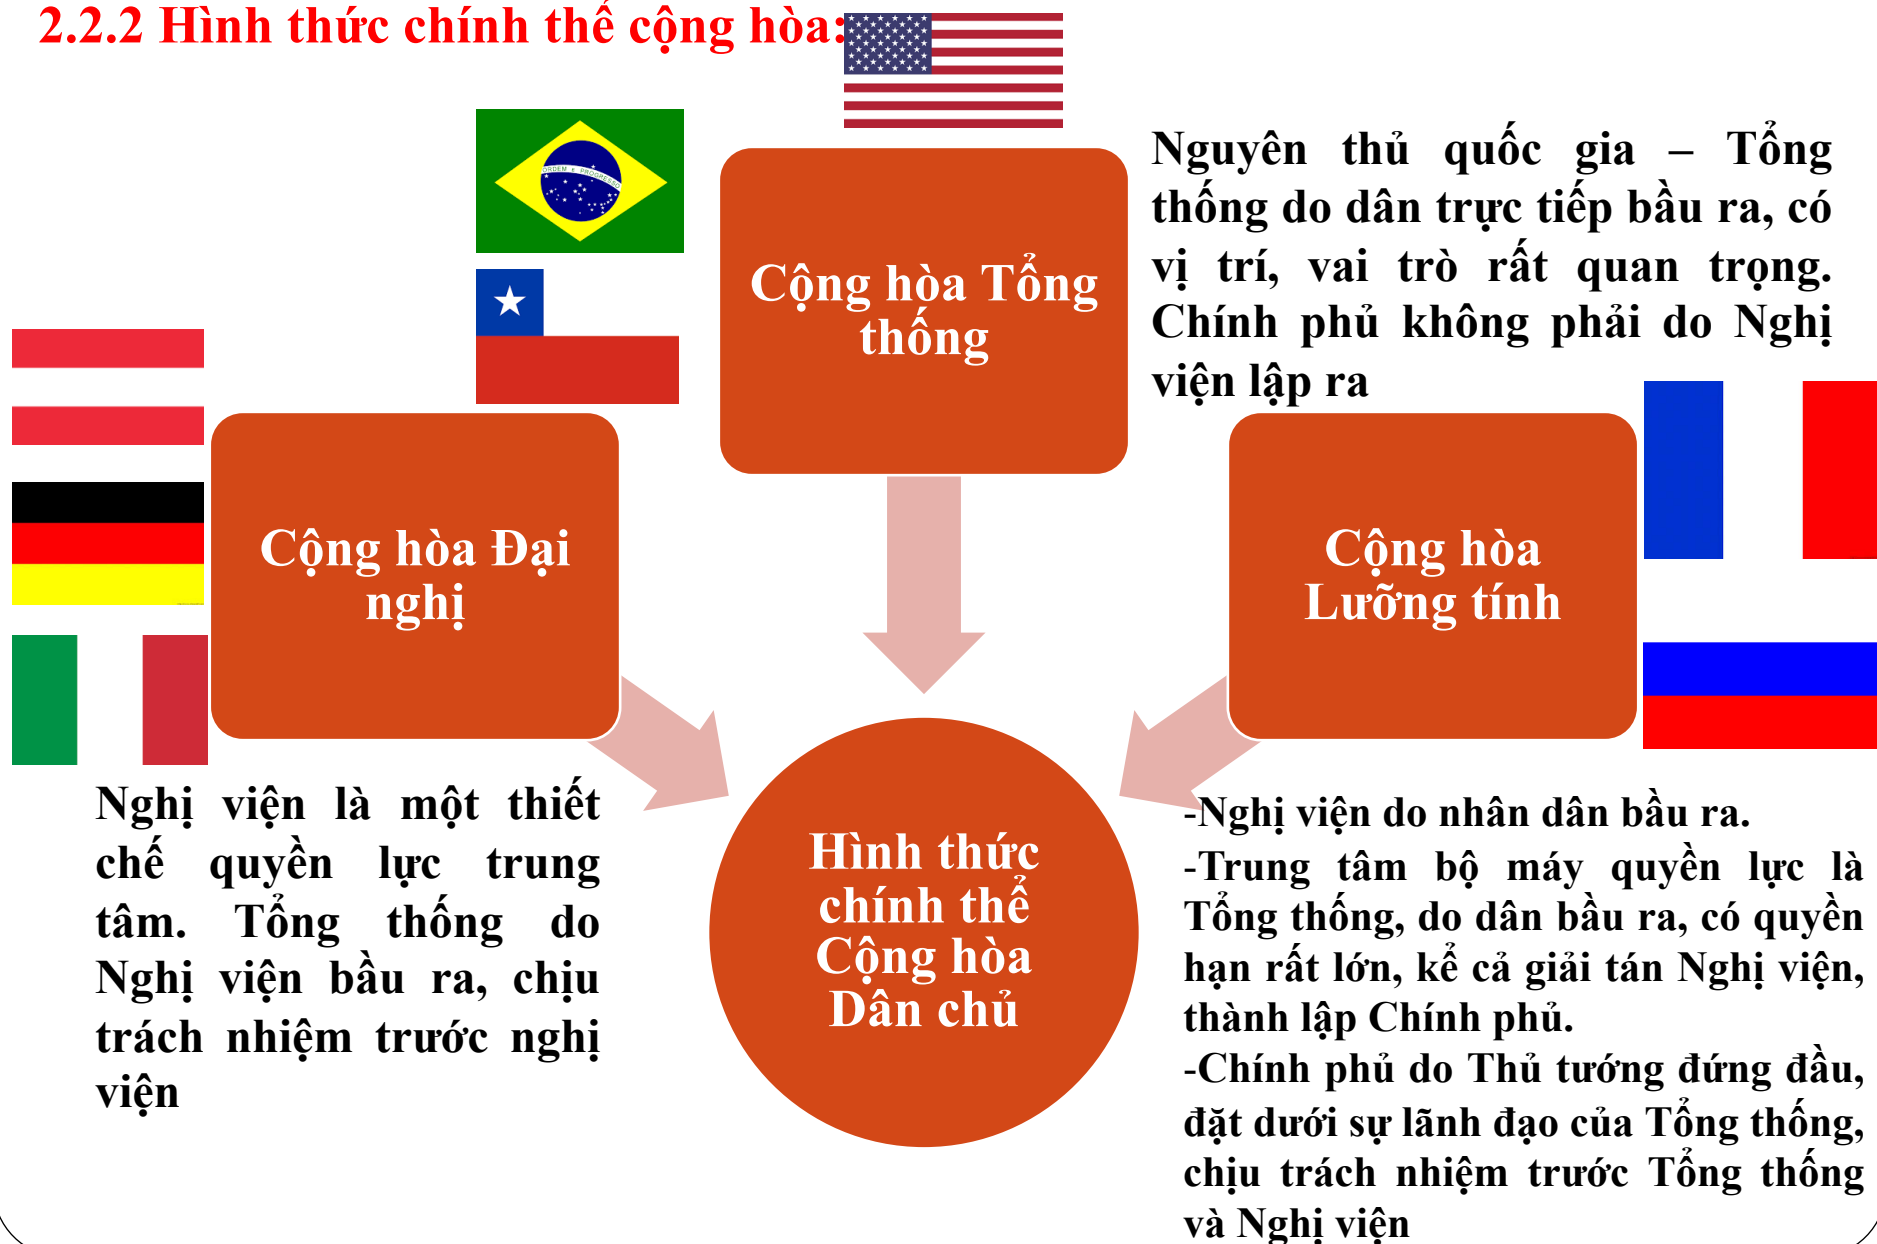 2.2.2 Hình thức chính thể cộng hòa:
ORDEM E PROGRESSO
Cộng hòa Tổng
thống
Nguyên thủ quốc gia – Tổng
thống do dân trực tiếp bầu ra, có
vị trí, vai trò rất quan trọng.
Chính phủ không phải do Nghị
viện lập ra
Cộng hòa Đại
nghị
Cộng hòa
Lưỡng tính
Nghị viện là một thiết
chế quyền lực trung
tâm. Tổng thống do
Nghị viện bầu ra, chịu
trách nhiệm trước nghị
viện
Hình thức
chính thể
Cộng hòa
Dân chủ
-Nghị viện do nhân dân bầu ra.
-Trung tâm bộ máy quyền lực là
Tổng thống, do dân bầu ra, có quyền
hạn rất lớn, kể cả giải tán Nghị viện,
thành lập Chính phủ.
-Chính phủ do Thủ tướng đứng đầu,
đặt dưới sự lãnh đạo của Tổng thống,
chịu trách nhiệm trước Tổng thống
và Nghị viện